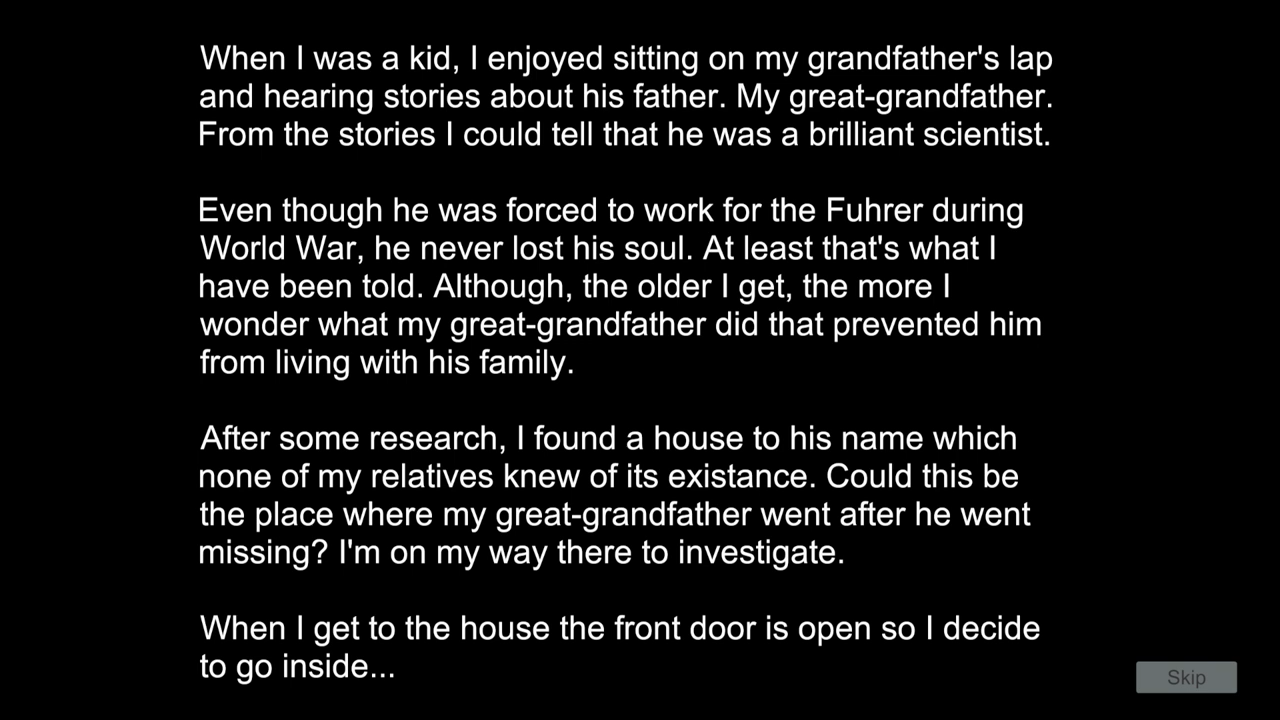 When I was a kid, I enjoyed sitting on my grandfather's lap
and hearing stories about his father. My great-grandfather.
From the stories I could tell that he was a brilliant scientist.
Even though he was forced to work for the Fuhrer during
World War, he never lost his soul. At least that's what I
have been told. Although, the older I get, the more I
wonder what my great-grandfather did that prevented him
from living with his family.
After some research, I found a house to his name which
none of my relatives knew of its existance. Could this be
the place where my great-grandfather went after he went
missing? I'm on my way there to investigate.
When I get to the house the front door is open so I decide
to go inside...
Skip